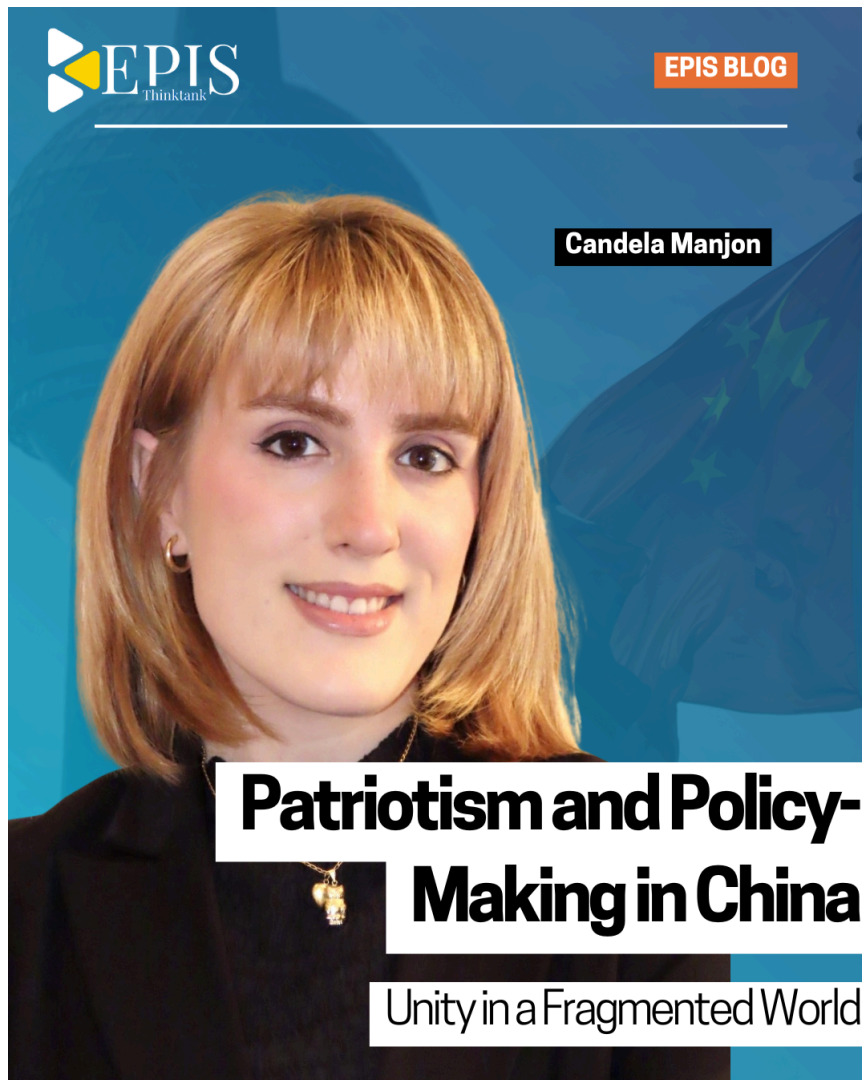 EPIS
Thinktank
EPIS BLOG
Candela Manjon
Patriotism and Policy-
Making in China
Unity in a Fragmented World